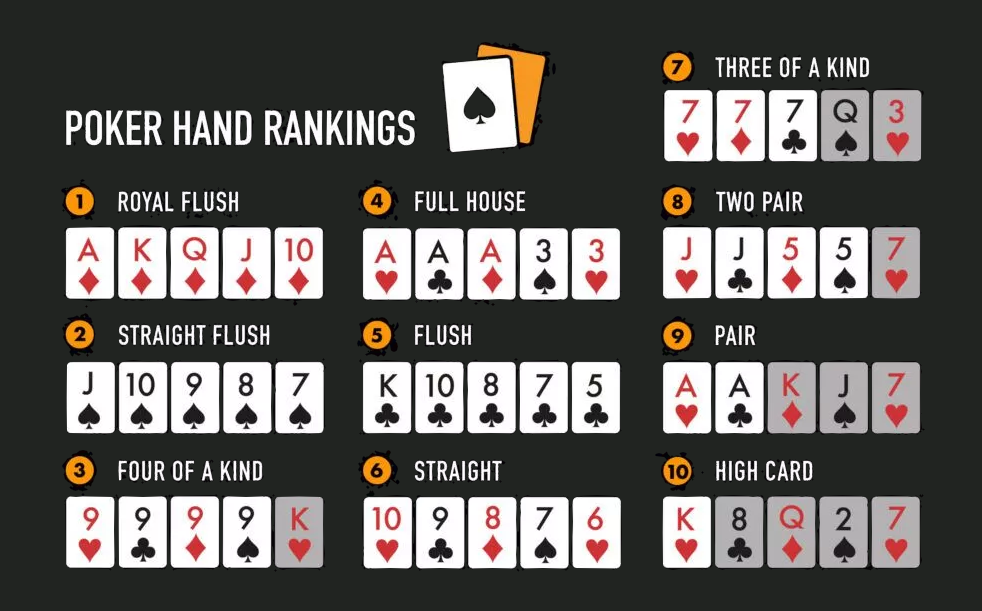 POKER HAND RANKINGS
1 ROYAL FLUSH
A K Q J 10
2 STRAIGHT FLUSH
J 10 9 8 7
3 FOUR OF A KIND
9 9 9 9 K
4 FULL HOUSE
A A A 3 3
5 FLUSH
K 10 8 7 5
6 STRAIGHT
10 9 8 7 6
7 THREE OF A KIND
7 7 7 Q 3
8 TWO PAIR
J J 5 5 7
9 PAIR
A A K J 7
10 HIGH CARD
K 8 Q 2 7